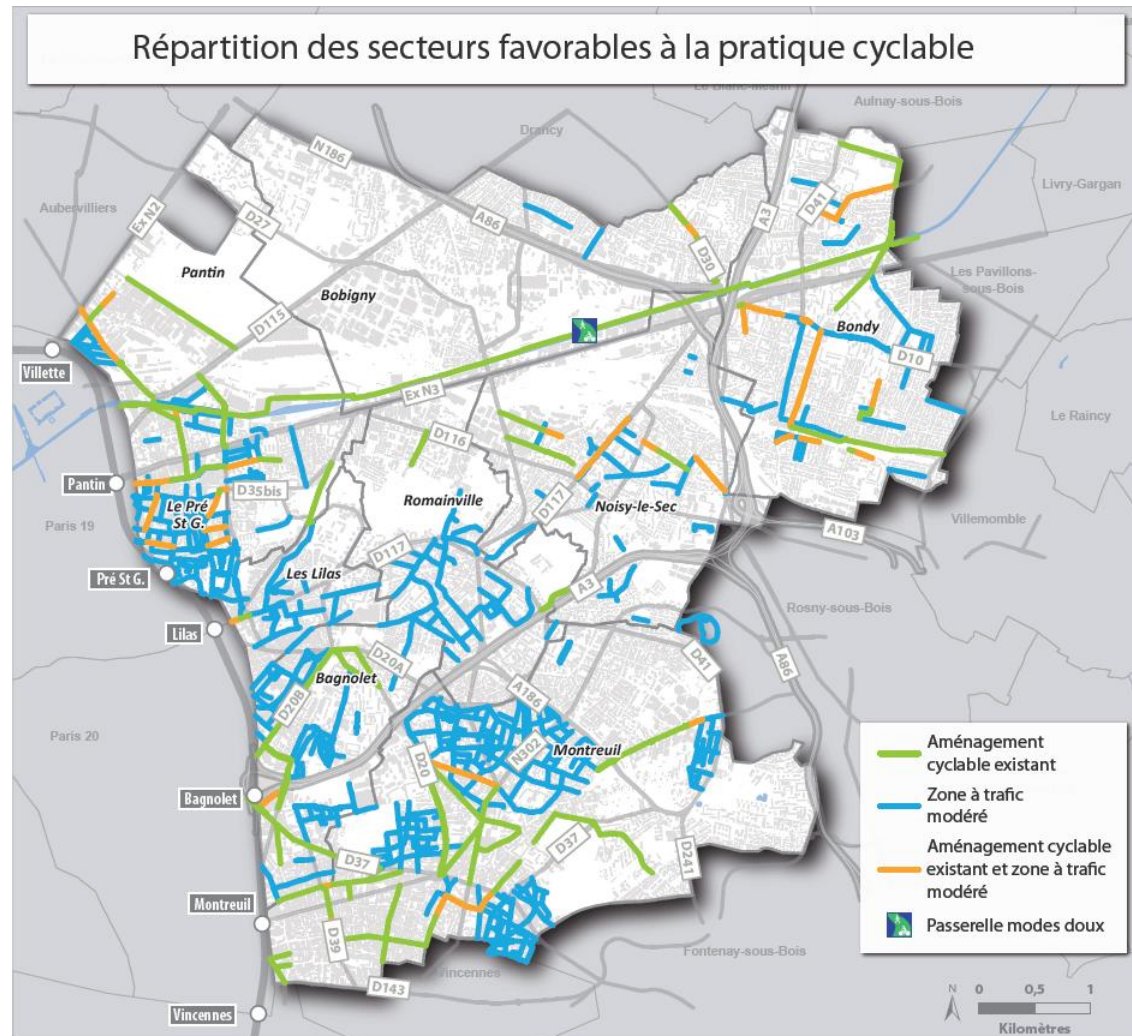 Répartition des secteurs favorables à la pratique cyclable
Aulnay-sous-Bois
Drancy
N186
Livry-Gargan
Aubervilliers
Ex N2
D27
A86
A3
D41
D30
Pantin
Bobigny
Les Pavillons-
sous-Bois
D115
Bondy
Villette
D10
Ex N3
Le Raincy
D116
Pantin
D35bis
Romainville
D117
Noisy-le-Sec
Le Pré
St G.
Paris 19
Villemomble
A103
D117
Pré St G.
Les Lilas
A3
Rosny-sous-Bois
Lilas
D20A
D41
A86
Bagnolet
A186
D20B
Paris 20
N302
Montreuil
D20
Bagnolet
D37
D37
D241
Montreuil
D39
Fontenay-sous-Bois
Vincennes
D143
Vincennes
Aménagement
cyclable existant
Zone à trafic
modéré
Aménagement cyclable
existant et zone à trafic
modéré
Passerelle modes doux
N
0 0,5 1
Kilomètres